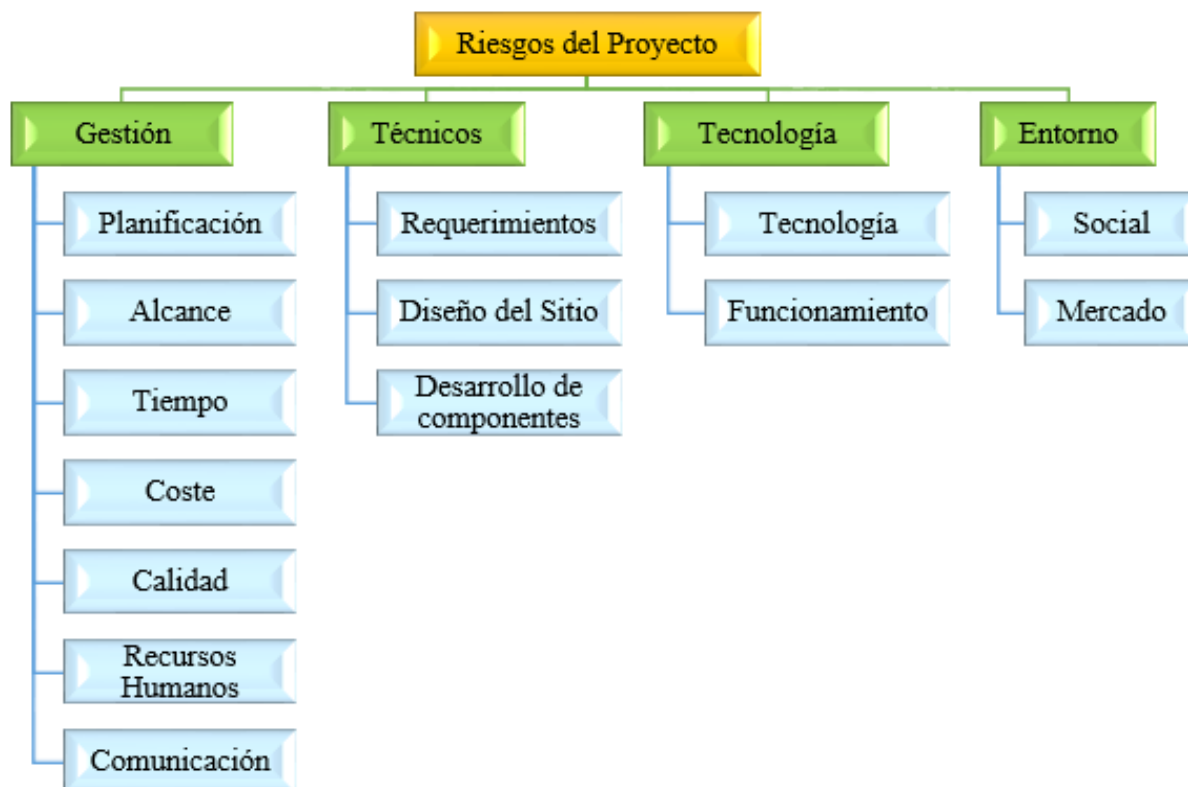 Riesgos del Proyecto
Gestión
Técnicos
Tecnología
Entorno
Planificación
Alcance
Tiempo
Coste
Calidad
Recursos
Humanos
Comunicación
Requerimientos
Diseño del Sitio
Desarrollo de
componentes
Tecnología
Funcionamiento
Social
Mercado